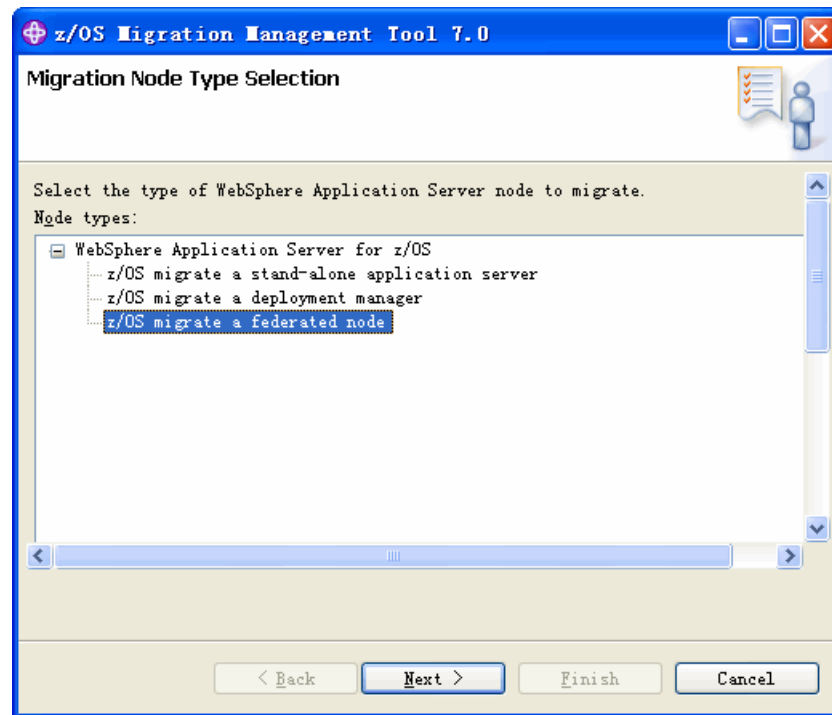 z/OS Migration Management Tool 7.0
Migration Node Type Selection
Select the type of WebSphere Application Server node to migrate.
Node types:
WebSphere Application Server for z/OS
z/OS migrate a stand-alone application server
z/OS migrate a deployment manager
z/OS migrate a federated node
< Back Next > Finish Cancel